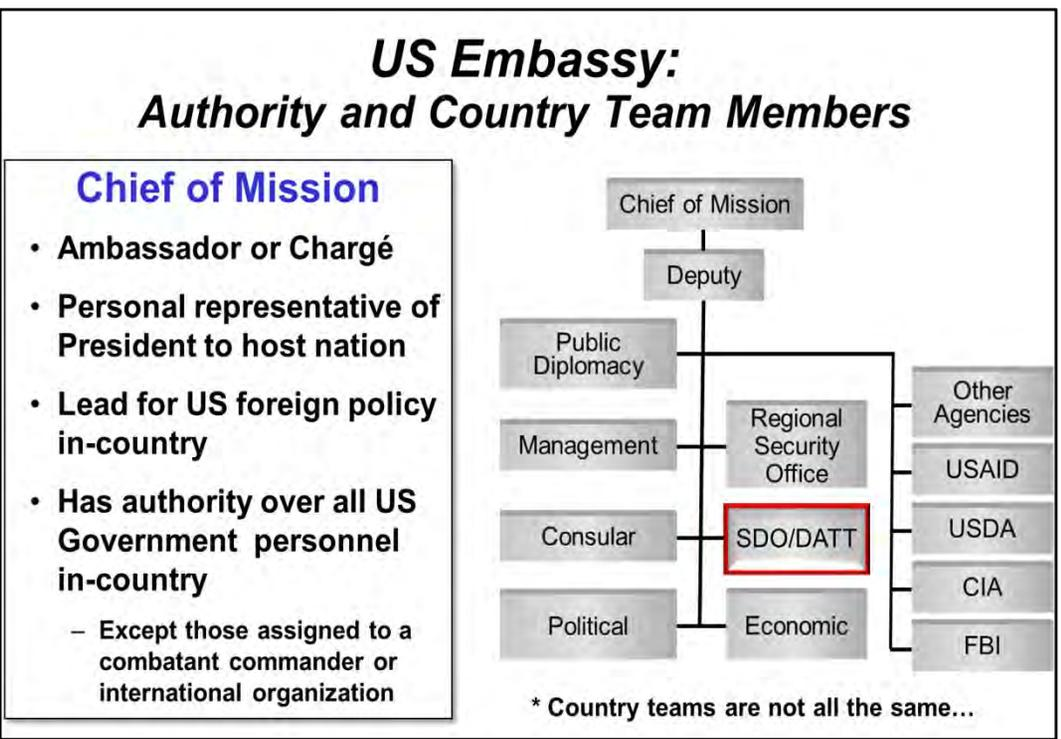 US Embassy:
Authority and Country Team Members
Chief of Mission
• Ambassador or Chargé
• Personal representative of
President to host nation
• Lead for US foreign policy
in-country
• Has authority over all US
Government personnel
in-country
– Except those assigned to a
combatant commander or
international organization
Chief of Mission
Deputy
Public
Diplomacy
Management
Consular
Political
Regional
Security
Office
SDO/DATT
Economic
Other
Agencies
USAID
USDA
CIA
FBI
* Country teams are not all the same…